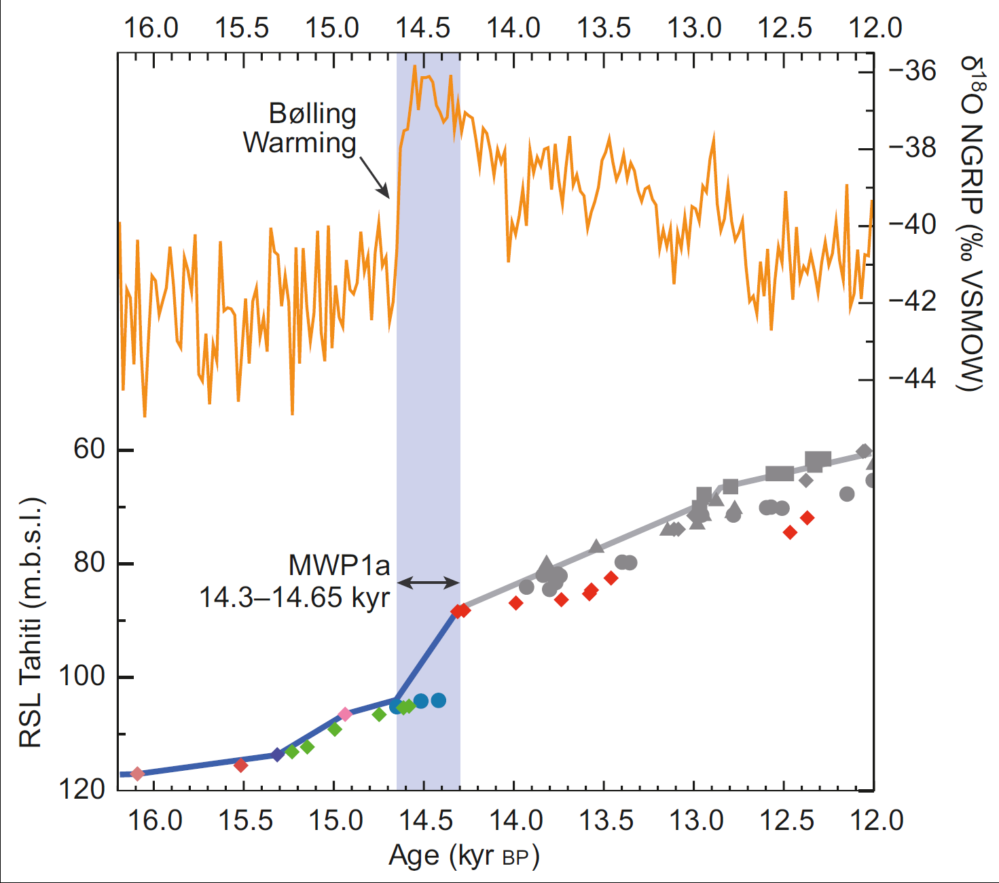 16.0 15.5 15.0 14.5 14.0 13.5 13.0 12.5 12.0
Bølling
Warming
−36
−38
−40
−42
−44
δ18O NGRIP (‰ VSMOW)
60
80
100
120
RSL Tahiti (m.b.s.l.)
MWP1a
14.3–14.65 kyr
16.0 15.5 15.0 14.5 14.0 13.5 13.0 12.5 12.0
Age (kyr BP)